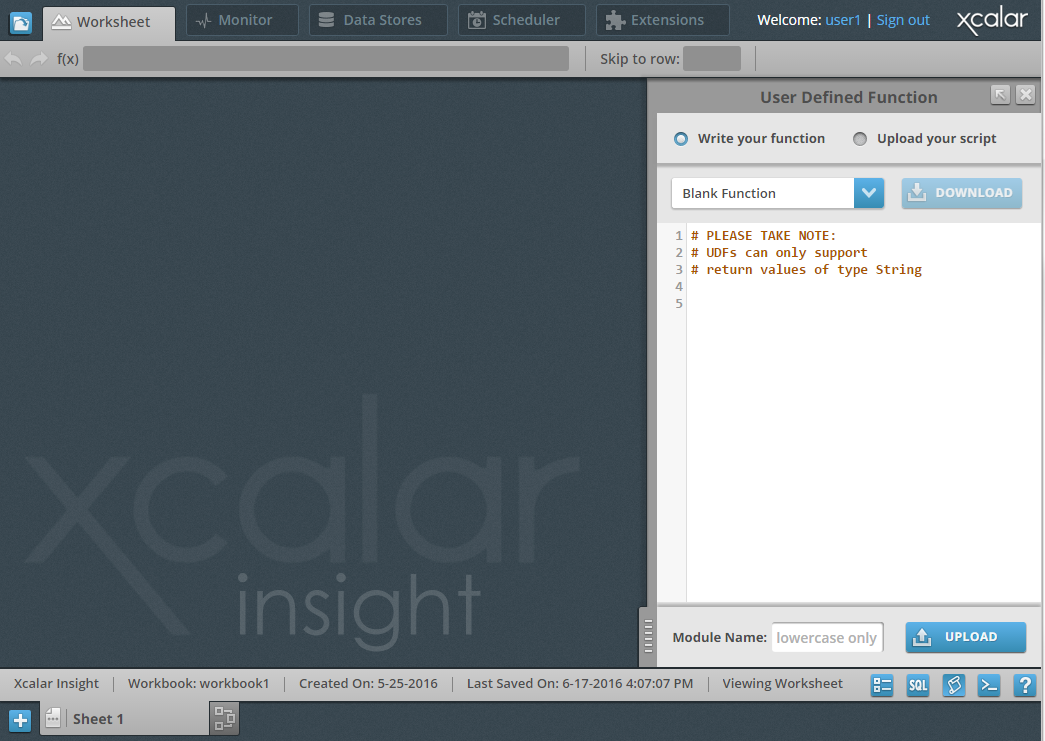 Worksheet
Monitor
Data Stores
Scheduler
Extensions
Welcome: user1 | Sign out
xcalar
f(x)
Skip to row:
User Defined Function
Write your function
Upload your script
Blank Function
DOWNLOAD
1 # PLEASE TAKE NOTE:
2 # UDFs can only support
3 # return values of type String
4
5
xcalar
insight
Module Name: lowercase only
UPLOAD
Xcalar Insight | Workbook: workbook1 | Created On: 5-25-2016 | Last Saved On: 6-17-2016 4:07:07 PM | Viewing Worksheet
SQL
>_
?
+
Sheet 1